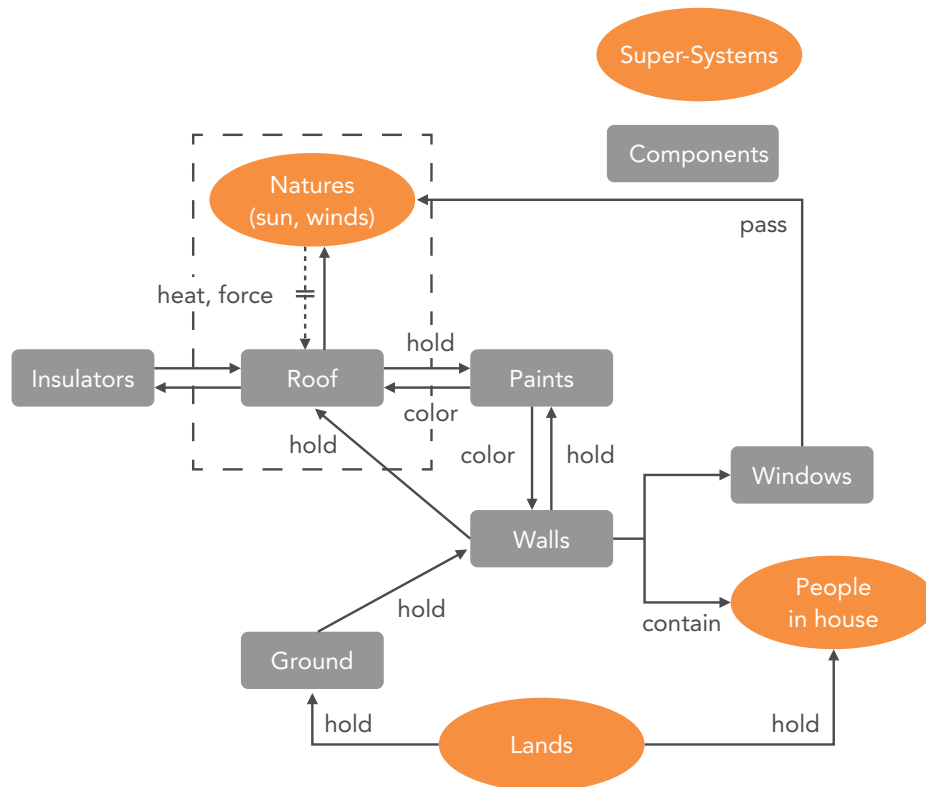 Super-Systems
Components
Natures
(sun, winds)
pass
heat, force
hold
Insulators
Roof
Paints
color
hold
color
hold
Windows
Walls
People
in house
hold
contain
Ground
hold
Lands
hold